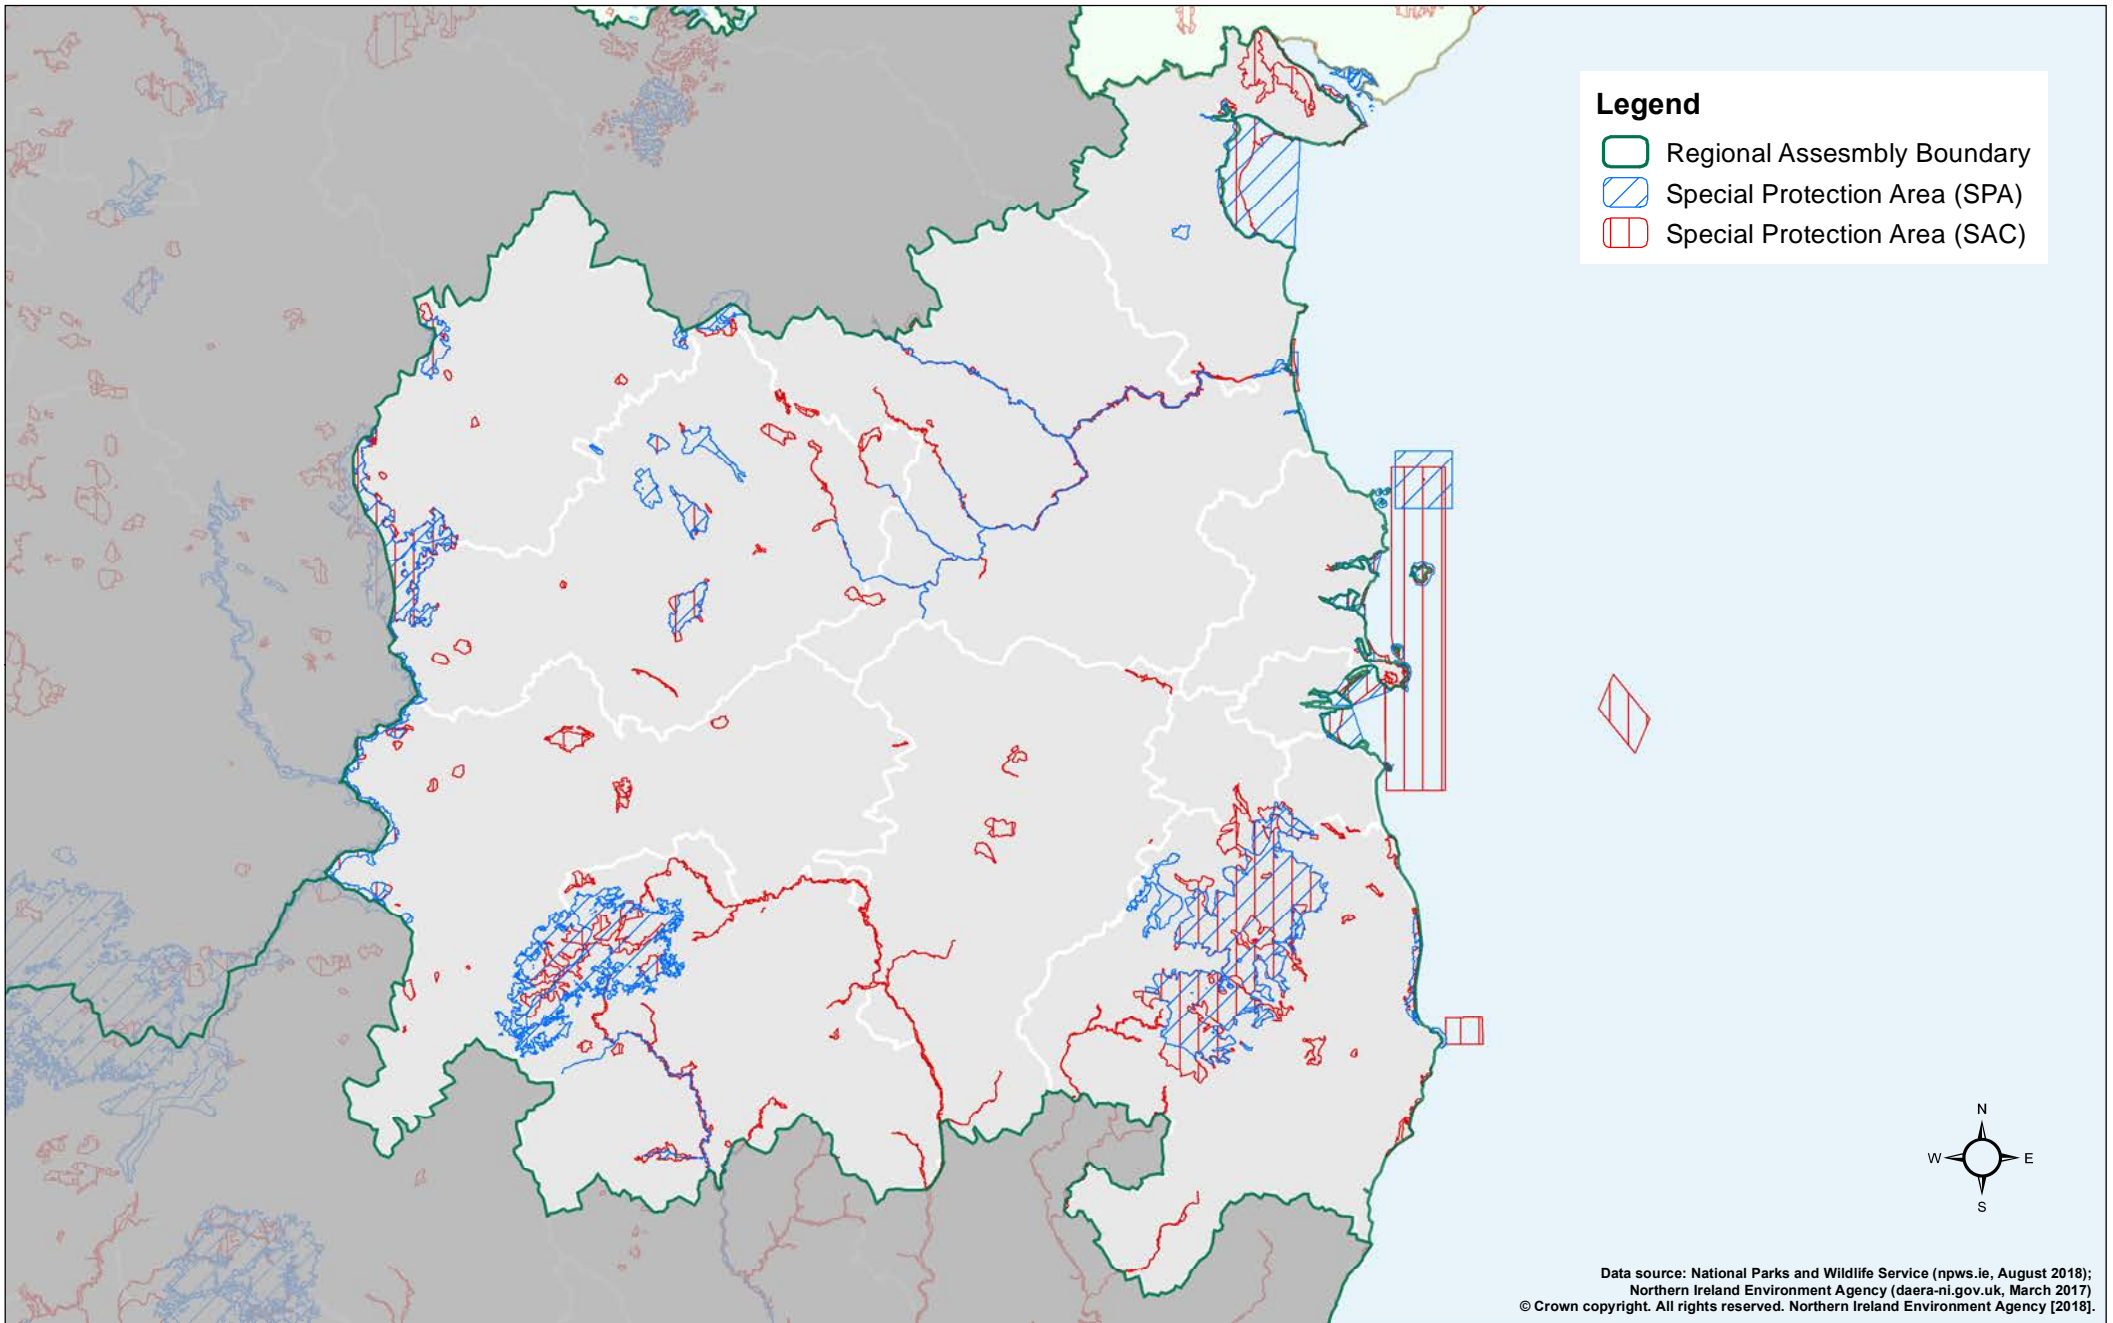 Legend
Regional Assesmbly Boundary
Special Protection Area (SPA)
Special Protection Area (SAC)
N
W
E
S
Data source: National Parks and Wildlife Service (npws.ie, August 2018);
Northern Ireland Environment Agency (daera-ni.gov.uk, March 2017)
© Crown copyright. All rights reserved. Northern Ireland Environment Agency [2018].